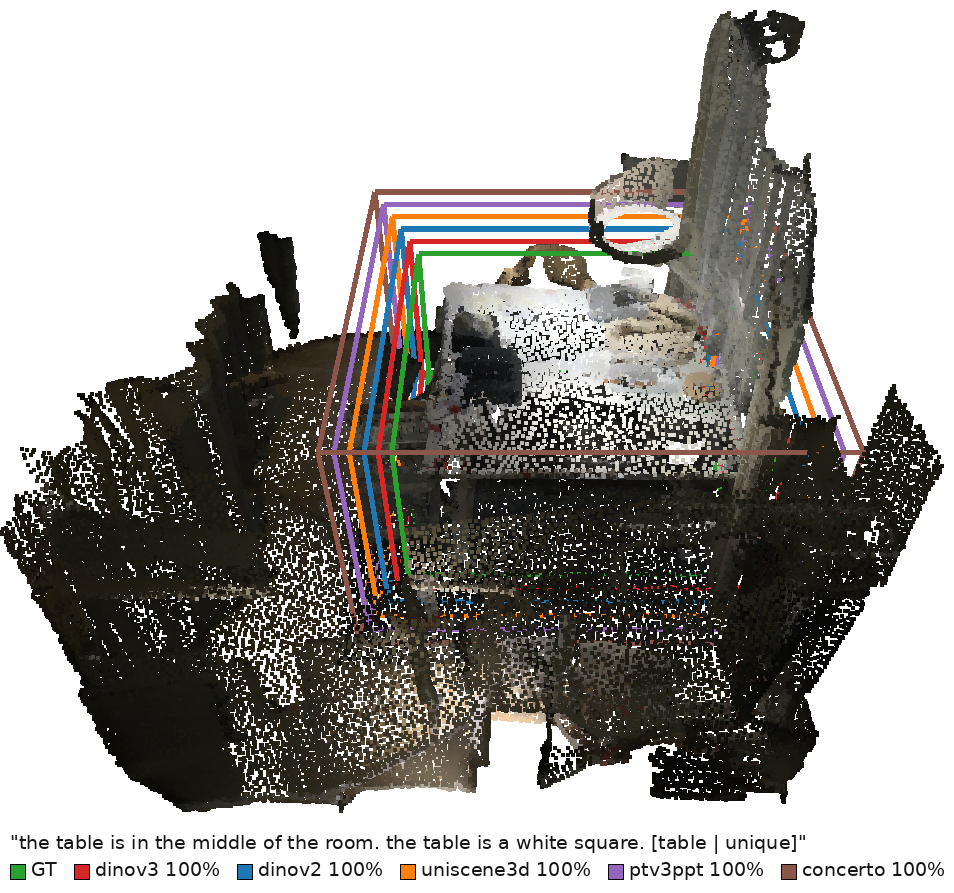 "the table is in the middle of the room. the table is a white square. [table | unique]"
GT dinov3 100% dinov2 100% uniscene3d 100% ptv3ppt 100% concerto 100%